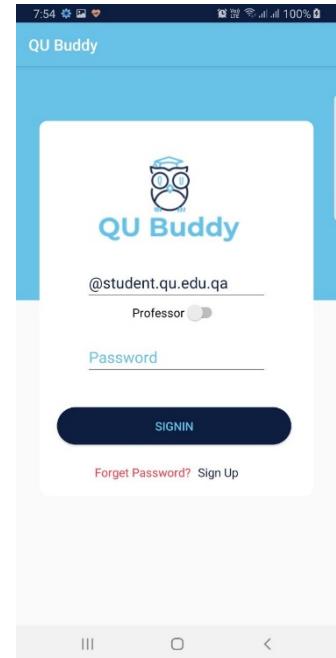 7:54 100%
QU Buddy
QU Buddy
@student.qu.edu.qa
Professor
Password
SIGNIN
Forget Password? Sign Up